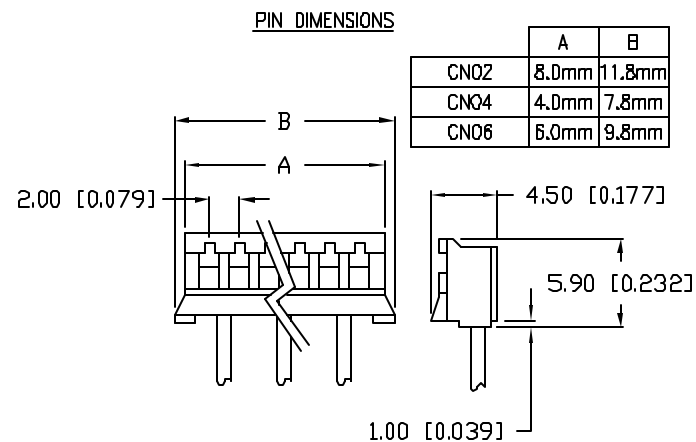 PIN DIMENSIONS
A B
CN02 8.0mm 11.8mm
CN04 4.0mm 7.8mm
CN06 6.0mm 9.8mm
B
A
2.00 [0.079]
4.50 [0.177]
5.90 [0.232]
1.00 [0.039]